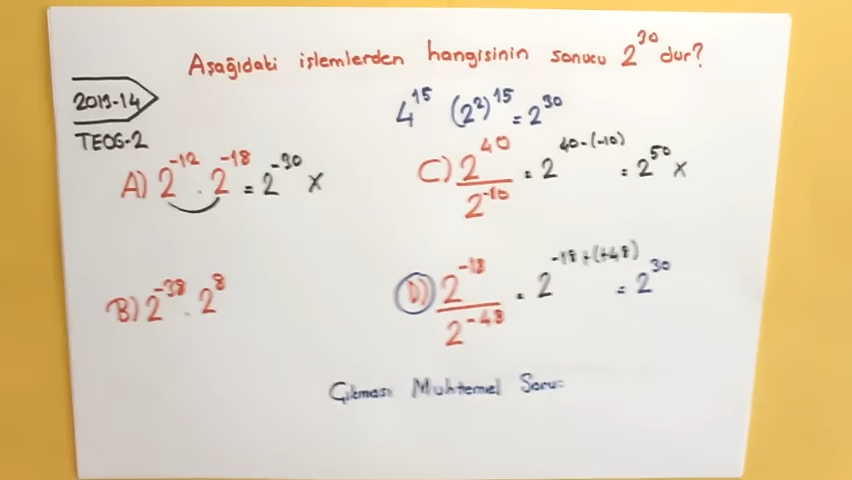 Aşağıdaki işlemlerden hangisinin sonucu 2^30 dur?
2013-14
TEOG-2
4^15 (2^2)^15 = 2^30
A) 2^-12 . 2^-18 = 2^-30 X
B) 2^-38 . 2^8
C) 2^40 / 2^-10 = 2^40-(-10) = 2^50 X
D) 2^-18 / 2^-48 = 2^-18+(+48) = 2^30
Çıkması Muhtemel Soru: